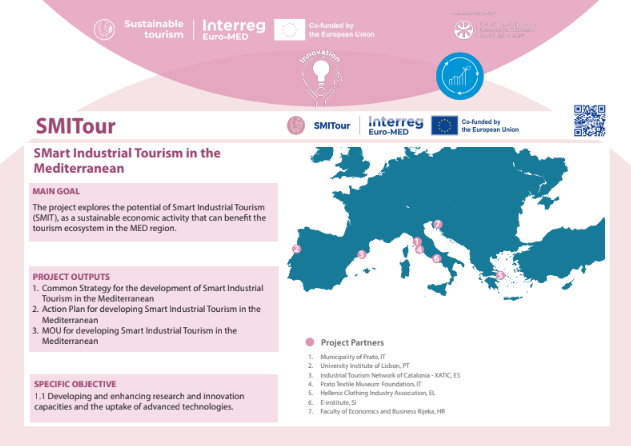 Sustainable
tourism
Interreg
Euro-MED
Co-funded by
the European Union
Innovation
SMITour
SMITour
Interreg
Euro-MED
Co-funded by
the European Union
SMart Industrial Tourism in the
Mediterranean
MAIN GOAL
The project explores the potential of Smart Industrial Tourism
(SMIT), as a sustainable economic activity that can benefit the
tourism ecosystem in the MED region.
PROJECT OUTPUTS
1. Common Strategy for the development of Smart Industrial
Tourism in the Mediterranean
2. Action Plan for developing Smart Industrial Tourism in the
Mediterranean
3. MOU for developing Smart Industrial Tourism in the
Mediterranean
SPECIFIC OBJECTIVE
1.1 Developing and enhancing research and innovation
capacities and the uptake of advanced technologies.
7
1
2
3
4
6
5
Project Partners
1. Municipality of Prato, IT
2. University Institute of Lisbon, PT
3. Industrial Tourism Network of Catalonia - XATIC, ES
4. Prato Textile Museum Foundation, IT
5. Hellenic Clothing Industry Association, EL
6. E-institute, SI
7. Faculty of Economics and Business Rijeka, HR